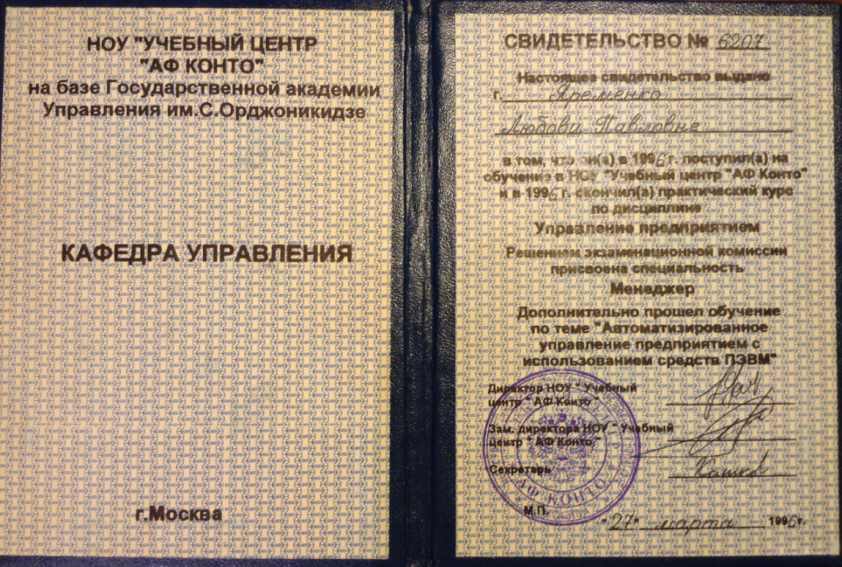 НОУ "УЧЕБНЫЙ ЦЕНТР
"АФ КОНТО"
на базе Государственной академии
Управления им.С.Орджоникидзе
КАФЕДРА УПРАВЛЕНИЯ
г.Москва
СВИДЕТЕЛЬСТВО № 6207
Настоящее свидетельство выдано
г. Яременко
Любови Павловне
в том, что он(а) в 1996 г. поступил(а) на
обучение в НОУ "Учебный центр "АФ Конто"
и в 1996 г. скончил(а) практический курс
по дисциплине
Управление предприятием
Решением экзаменационной комиссии
присвоена специальность
Менеджер
Дополнительно прошел обучение
по теме "Автоматизированное
управление предприятием с
использованием средств ПЭВМ"
Директор НОУ " Учебный
центр " АФ Конто "
Зам. директора НОУ " Учебный
центр " АФ Конто "
Секретарь
М.П.
"27" марта 1996г.
АФ КОНТО